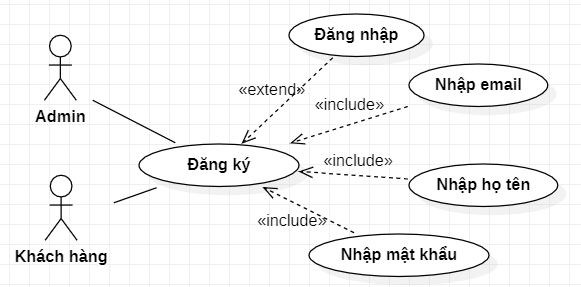 Đăng nhập
Nhập email
«extend»
«include»
Admin
Đăng ký
«include»
Nhập họ tên
«include»
Khách hàng
Nhập mật khẩu